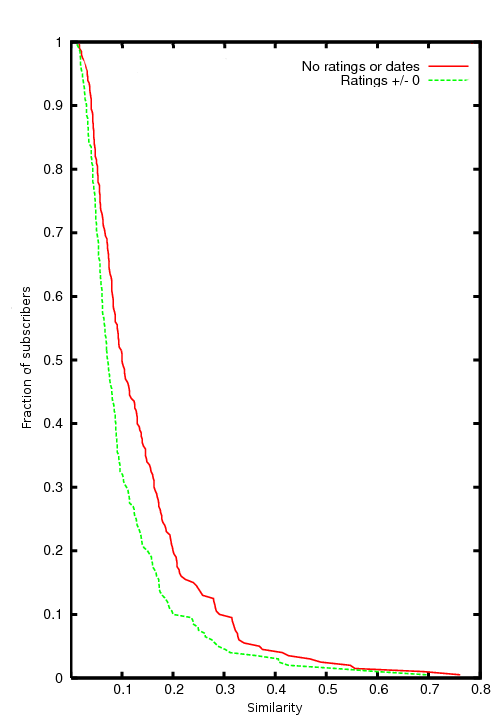 1
0.9
0.8
0.7
0.6
0.5
0.4
0.3
0.2
0.1
0
No ratings or dates
Ratings +/- 0
Fraction of subscribers
0.1 0.2 0.3 0.4 0.5 0.6 0.7 0.8
Similarity